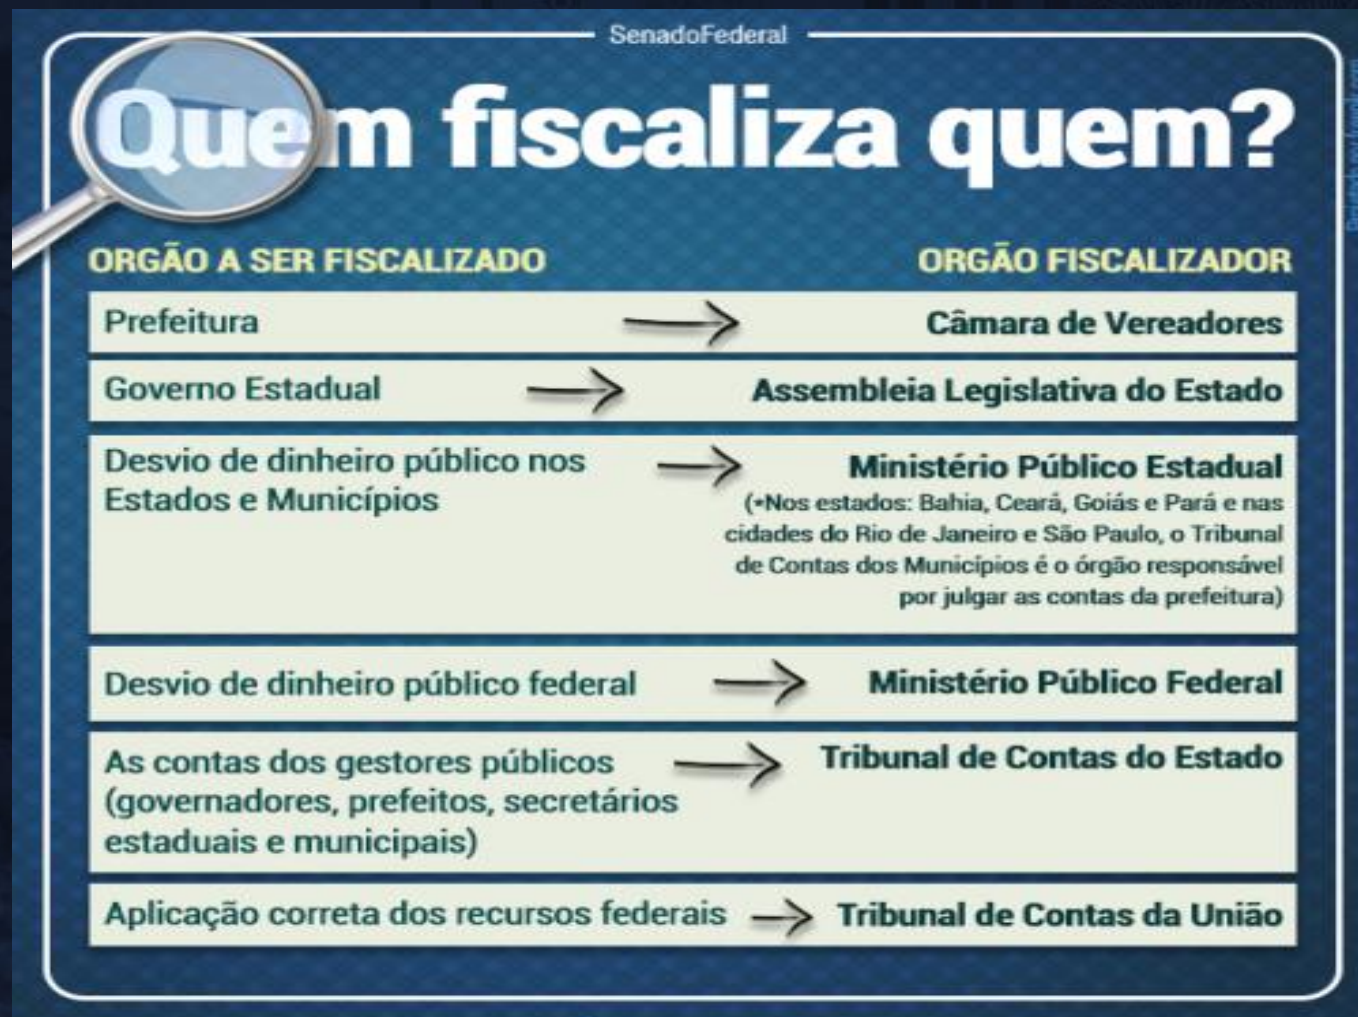 SenadoFederal
Quem fiscaliza quem?
ORGÃO A SER FISCALIZADO
ORGÃO FISCALIZADOR
Prefeitura
Câmara de Vereadores
Governo Estadual
Assembleia Legislativa do Estado
Desvio de dinheiro público nos
Estados e Municípios
Ministério Público Estadual
(*Nos estados: Bahia, Ceará, Goiás e Pará e nas
cidades do Rio de Janeiro e São Paulo, o Tribunal
de Contas dos Municípios é o órgão responsável
por julgar as contas da prefeitura)
Desvio de dinheiro público federal
Ministério Público Federal
As contas dos gestores públicos
(governadores, prefeitos, secretários
estaduais e municipais)
Tribunal de Contas do Estado
Aplicação correta dos recursos federais
Tribunal de Contas da União